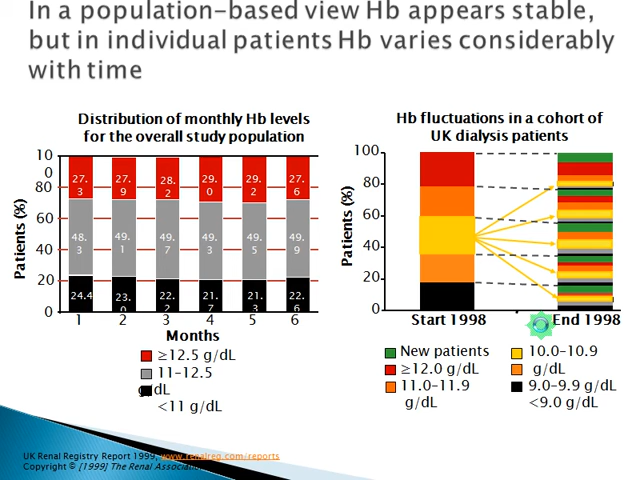 In a population-based view Hb appears stable,
but in individual patients Hb varies considerably
with time
Distribution of monthly Hb levels
for the overall study population
Patients (%)
10
0
80
60
40
20
0
27.
3
27.
9
28.
2
29.
0
29.
2
27.
6
48.
3
49.
1
49.
7
49.
3
49.
5
49.
9
24.4
23.
0
22.
2
21.
7
21.
3
22.
6
1 2 3 4 5 6
Months
≥12.5 g/dL
11-12.5
g/dL
<11 g/dL
Hb fluctuations in a cohort of
UK dialysis patients
Patients (%)
100
80
60
40
20
0
Start 1998 End 1998
New patients
≥12.0 g/dL
11.0-11.9
g/dL
10.0-10.9
g/dL
9.0-9.9 g/dL
<9.0 g/dL
UK Renal Registry Report 1999, www.renalreg.com/reports
Copyright © [1999] The Renal Association